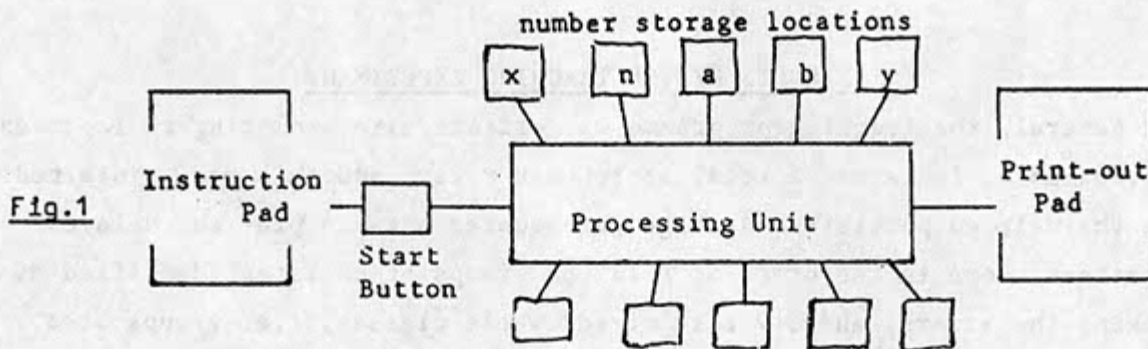 number storage locations
x n a b y
Instruction
Pad
Fig.1
Start
Button
Processing Unit
Print-out
Pad